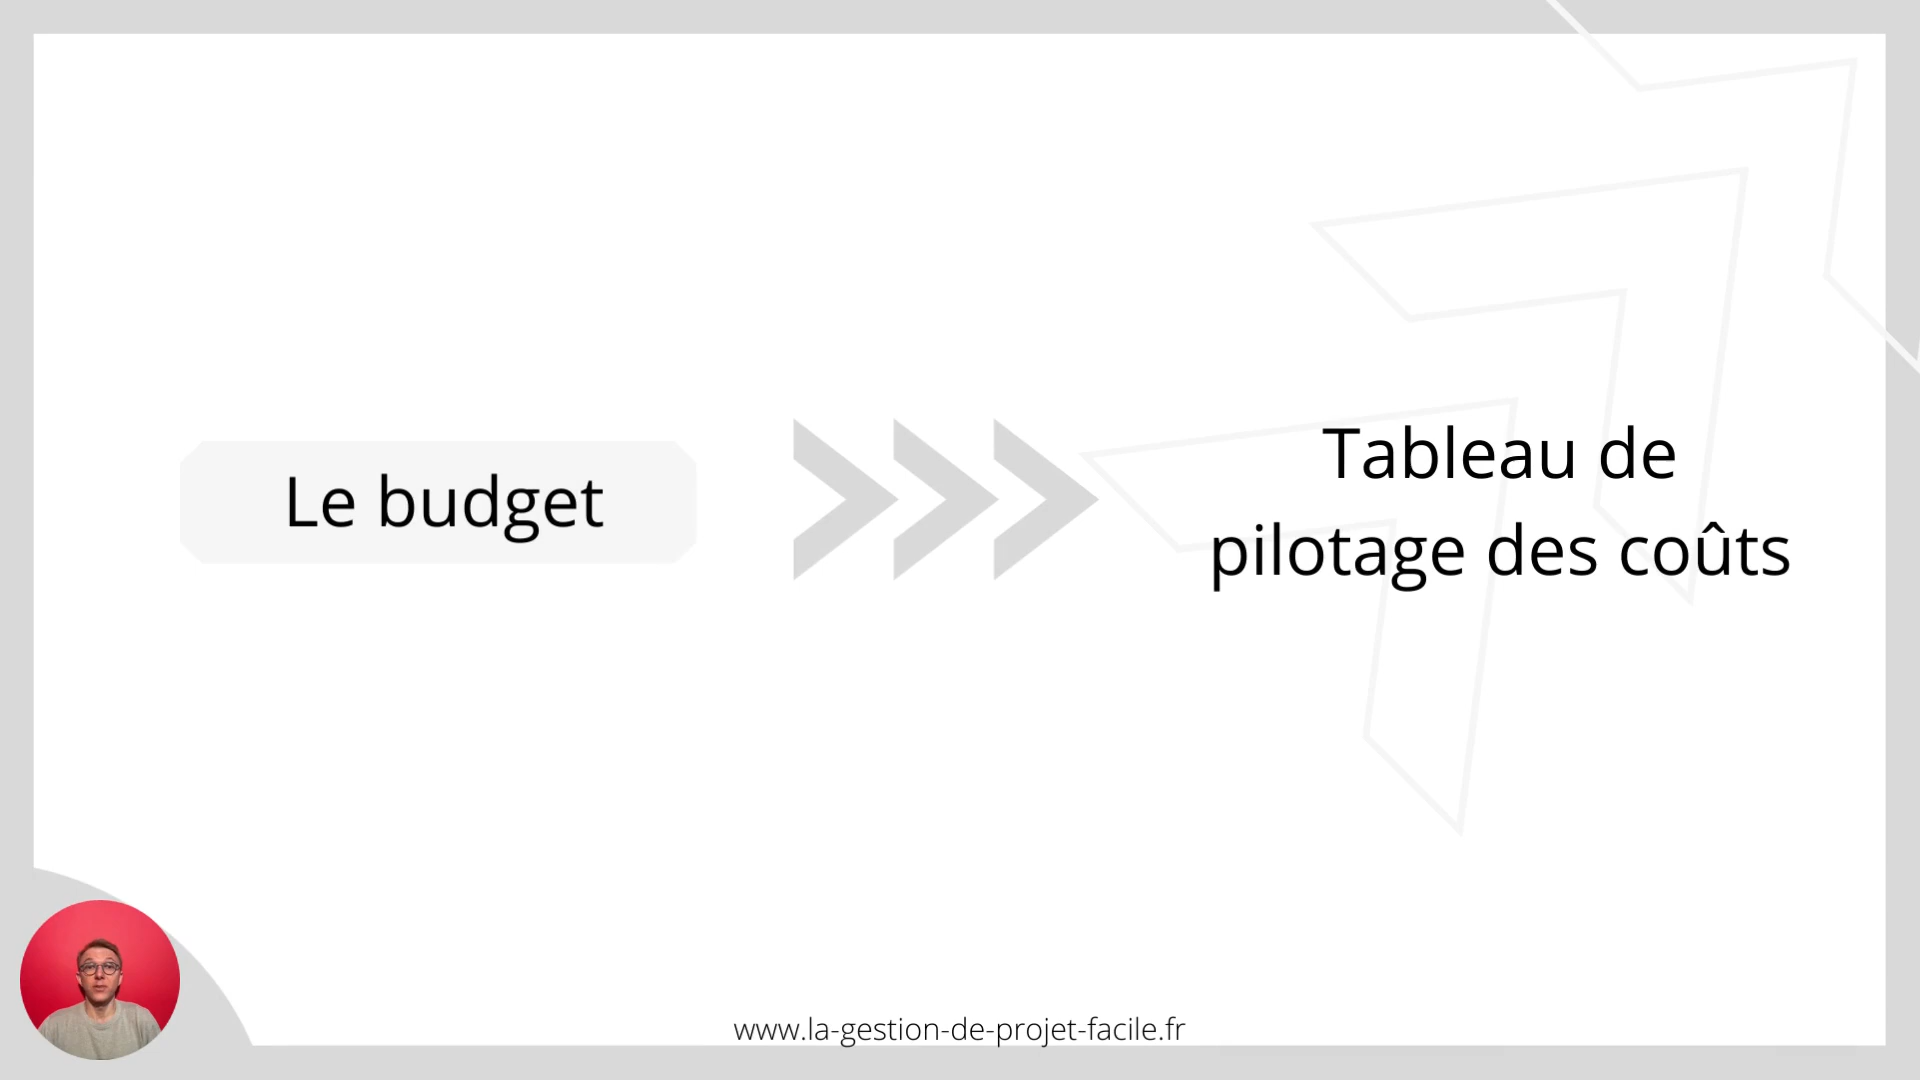 Le budget
Tableau de
pilotage des coûts
www.la-gestion-de-projet-facile.fr